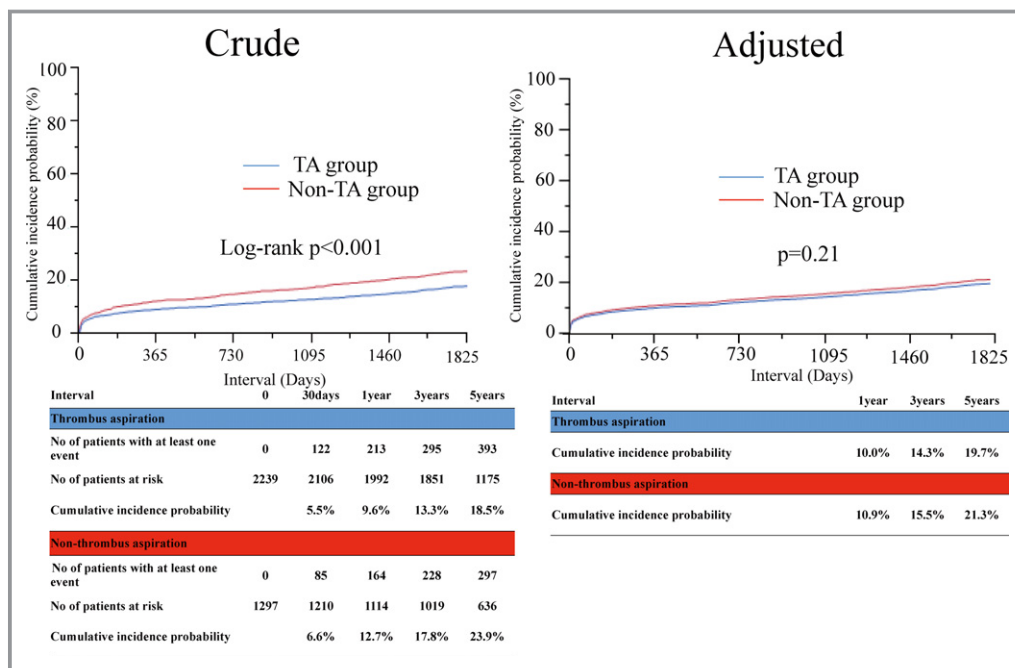 Crude
Cumulative incidence probability (%)
100
80
60
40
20
0
TA group
Non-TA group
Log-rank p<0.001
0 365 730 1095 1460 1825
Interval (Days)
Interval 0 30days 1year 3years 5years
Thrombus aspiration
No of patients with at least one
event 0 122 213 295 393
No of patients at risk 2239 2106 1992 1851 1175
Cumulative incidence probability 5.5% 9.6% 13.3% 18.5%
Non-thrombus aspiration
No of patients with at least one
event 0 85 164 228 297
No of patients at risk 1297 1210 1114 1019 636
Cumulative incidence probability 6.6% 12.7% 17.8% 23.9%
Adjusted
Cumulative incidence probability (%)
100
80
60
40
20
0
TA group
Non-TA group
p=0.21
0 365 730 1095 1460 1825
Interval (Days)
Interval 1year 3years 5years
Thrombus aspiration
Cumulative incidence probability 10.0% 14.3% 19.7%
Non-thrombus aspiration
Cumulative incidence probability 10.9% 15.5% 21.3%